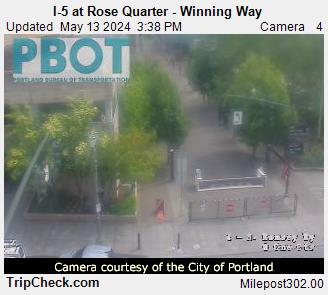 I-5 at Rose Quarter - Winning Way
Updated May 13 2024 3:38 PM Camera 4
PBOT
PORTLAND BUREAU OF TRANSPORTATION
Camera courtesy of the City of Portland
TripCheck.com Milepost302.00